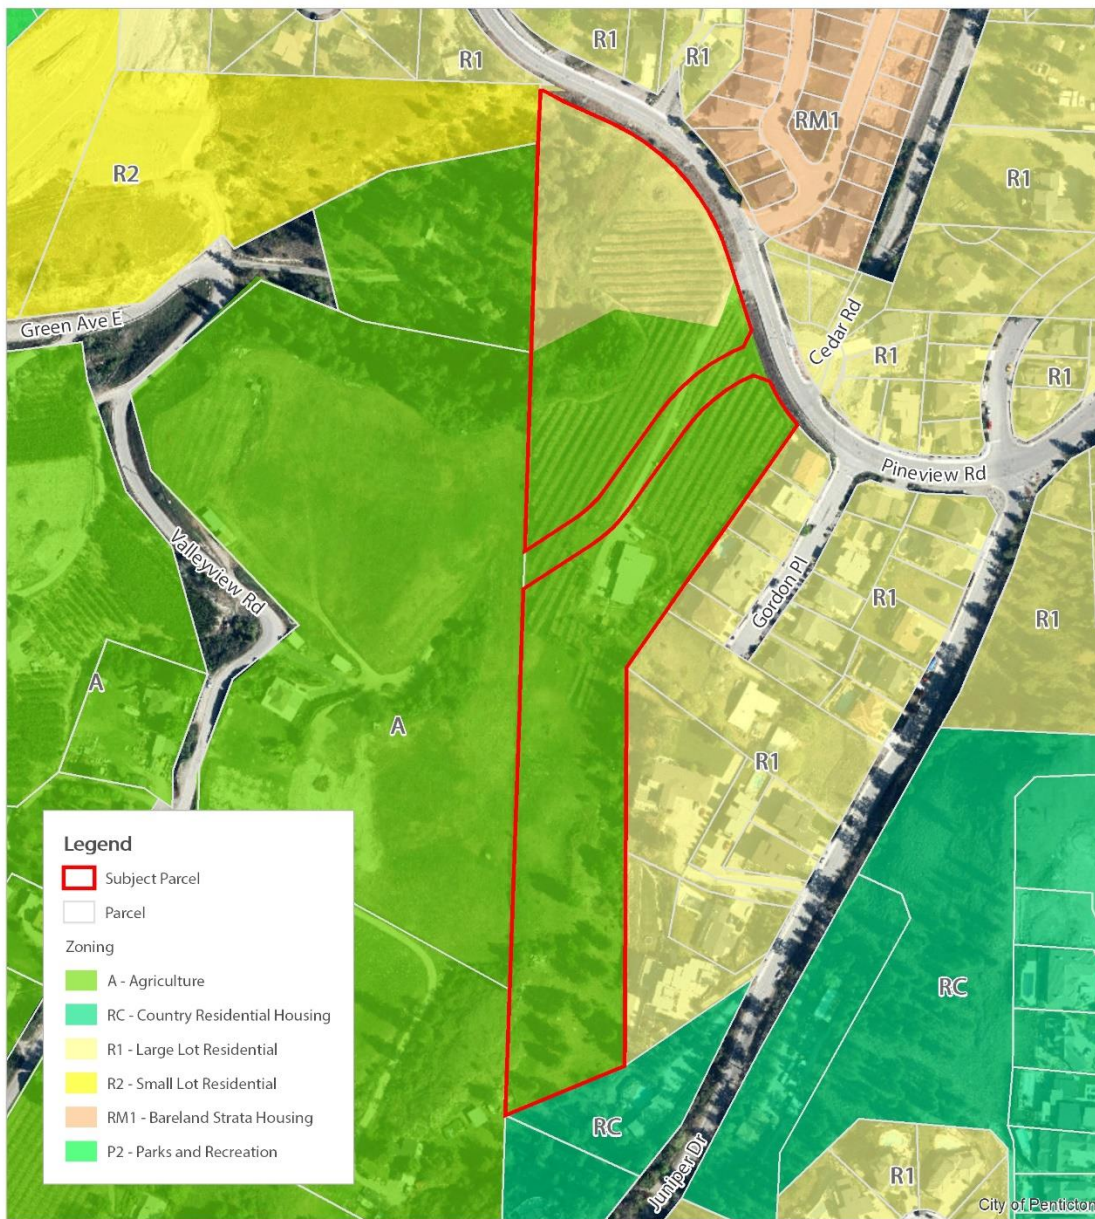 R1
R1
R1
RM1
R2
R1
Green Ave E
Cedar Rd
R1
R1
Pineview Rd
Valleyview Rd
Gordon Pl
R1
R1
A
A
R1
Legend
Subject Parcel
Parcel
Zoning
A - Agriculture
RC - Country Residential Housing
R1 - Large Lot Residential
R2 - Small Lot Residential
RM1 - Bareland Strata Housing
P2 - Parks and Recreation
RC
RC
Juniper Dr
R1
City of Penticton